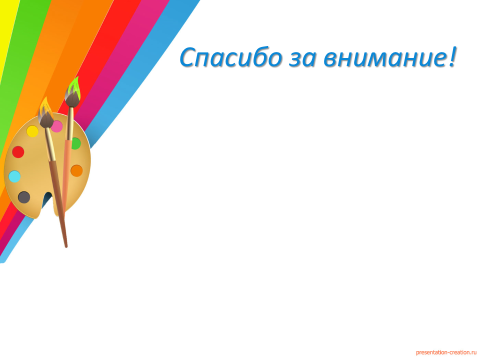 Спасибо за внимание!
presentation-creation.ru